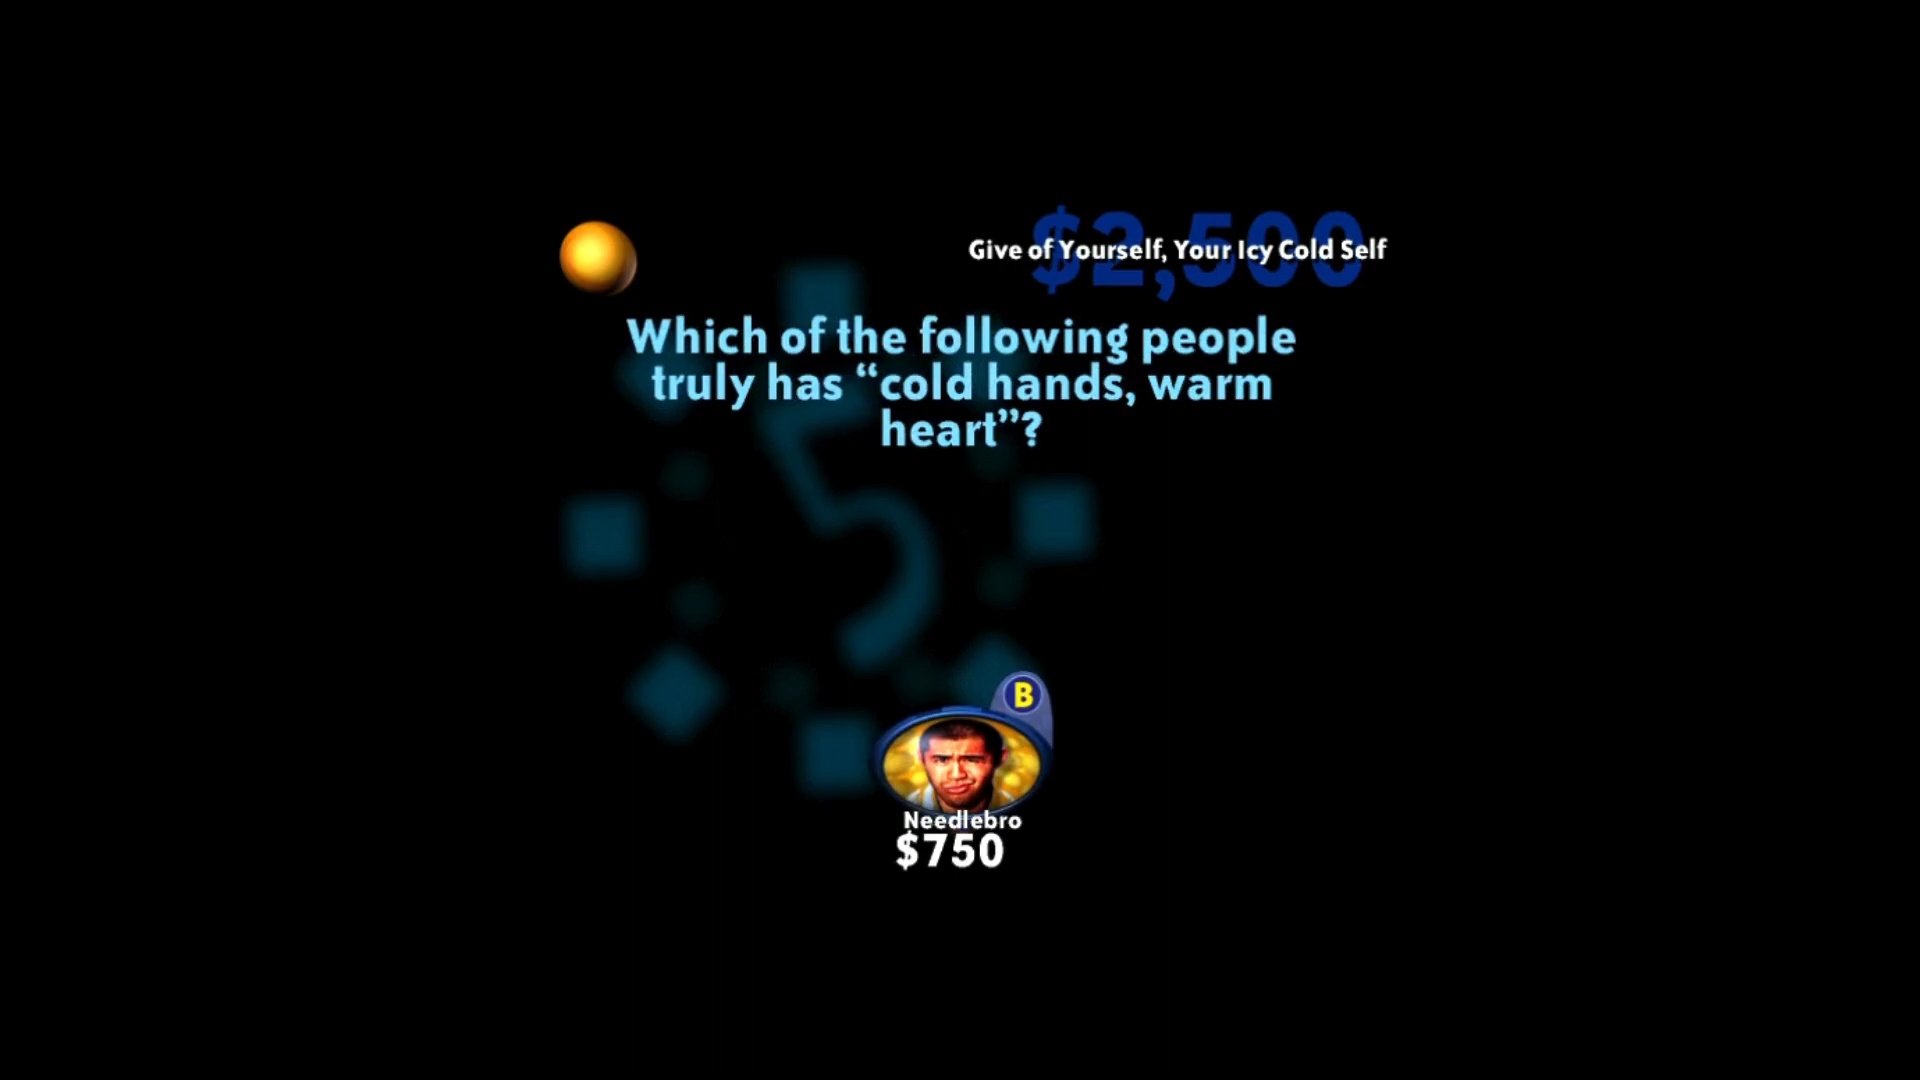 $2,500
Give of Yourself, Your Icy Cold Self
Which of the following people
truly has “cold hands, warm
heart”?
5
B
Needlebro
$750